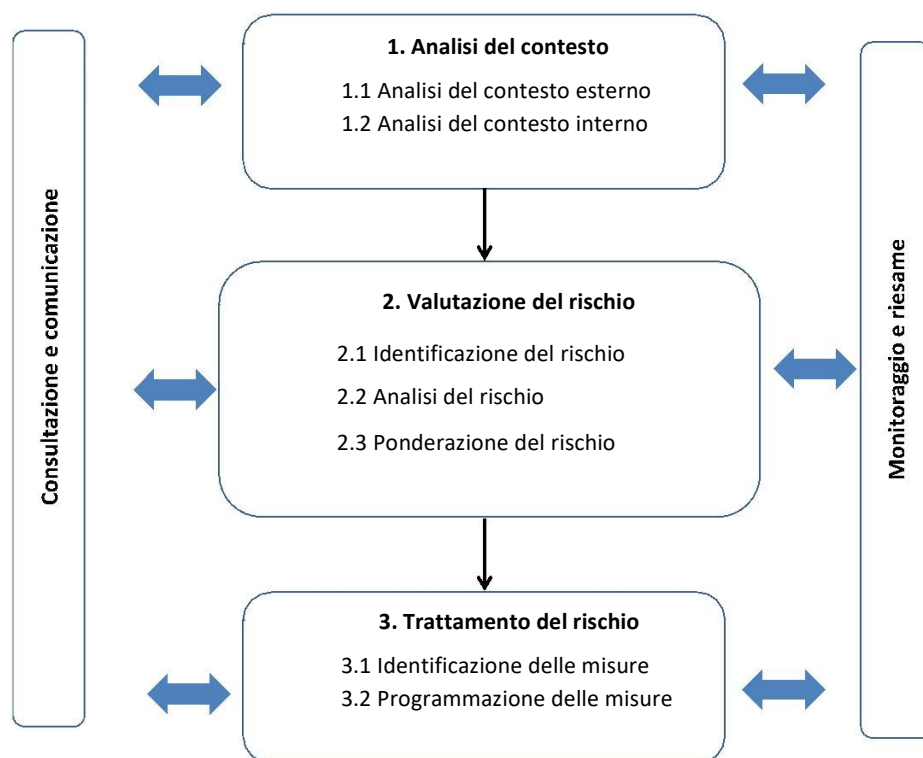 Consultazione e comunicazione
1. Analisi del contesto
1.1 Analisi del contesto esterno
1.2 Analisi del contesto interno
2. Valutazione del rischio
2.1 Identificazione del rischio
2.2 Analisi del rischio
2.3 Ponderazione del rischio
3. Trattamento del rischio
3.1 Identificazione delle misure
3.2 Programmazione delle misure
Monitoraggio e riesame